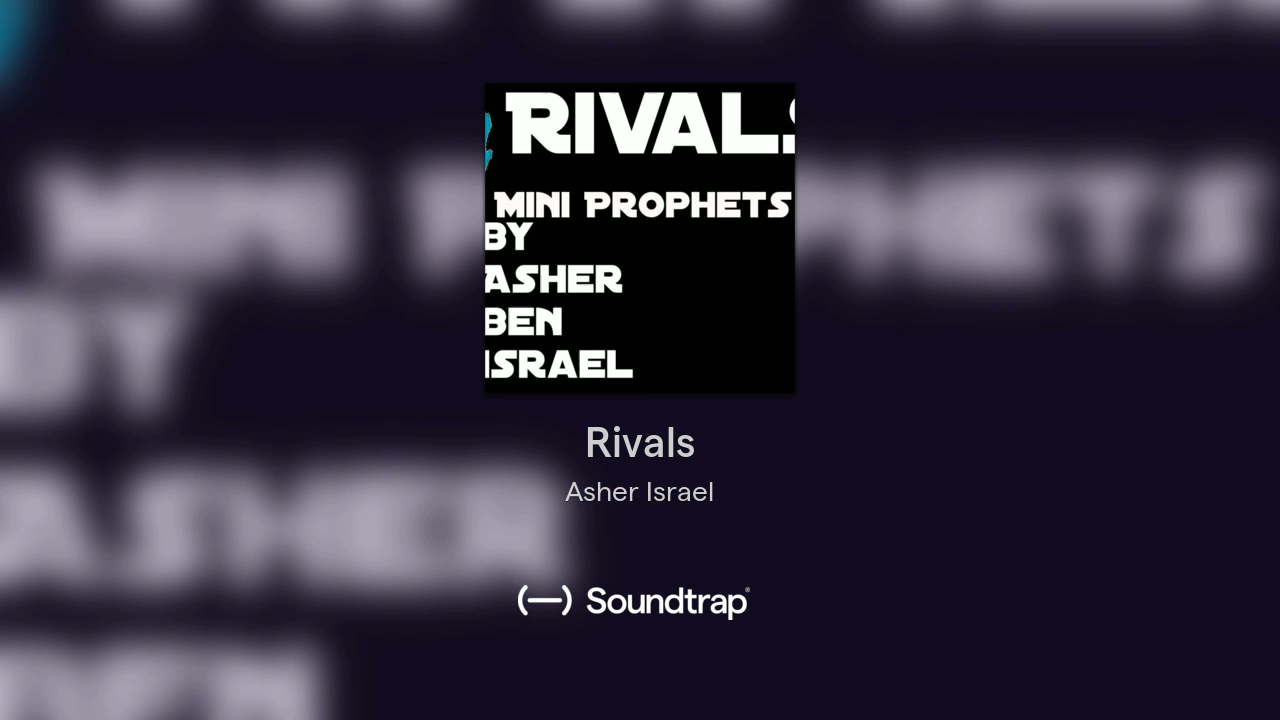 RIVALS
MINI PROPHETS
BY
ASHER
BEN
ISRAEL
Rivals
Asher Israel
Soundtrap®